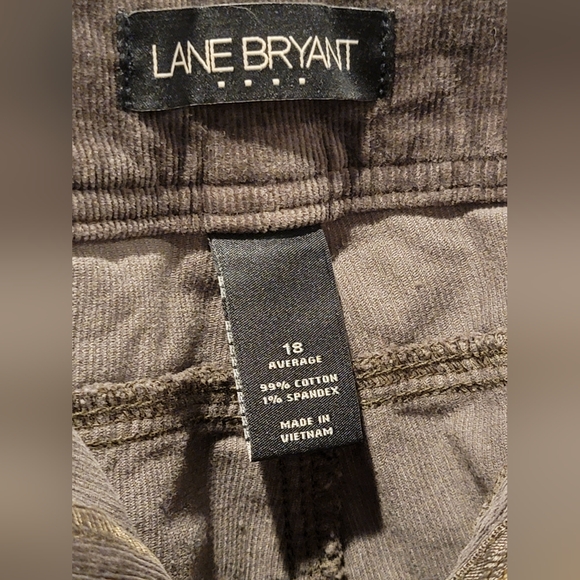 LANE BRYANT
18
AVERAGE
99% COTTON
1% SPANDEX
MADE IN
VIETNAM